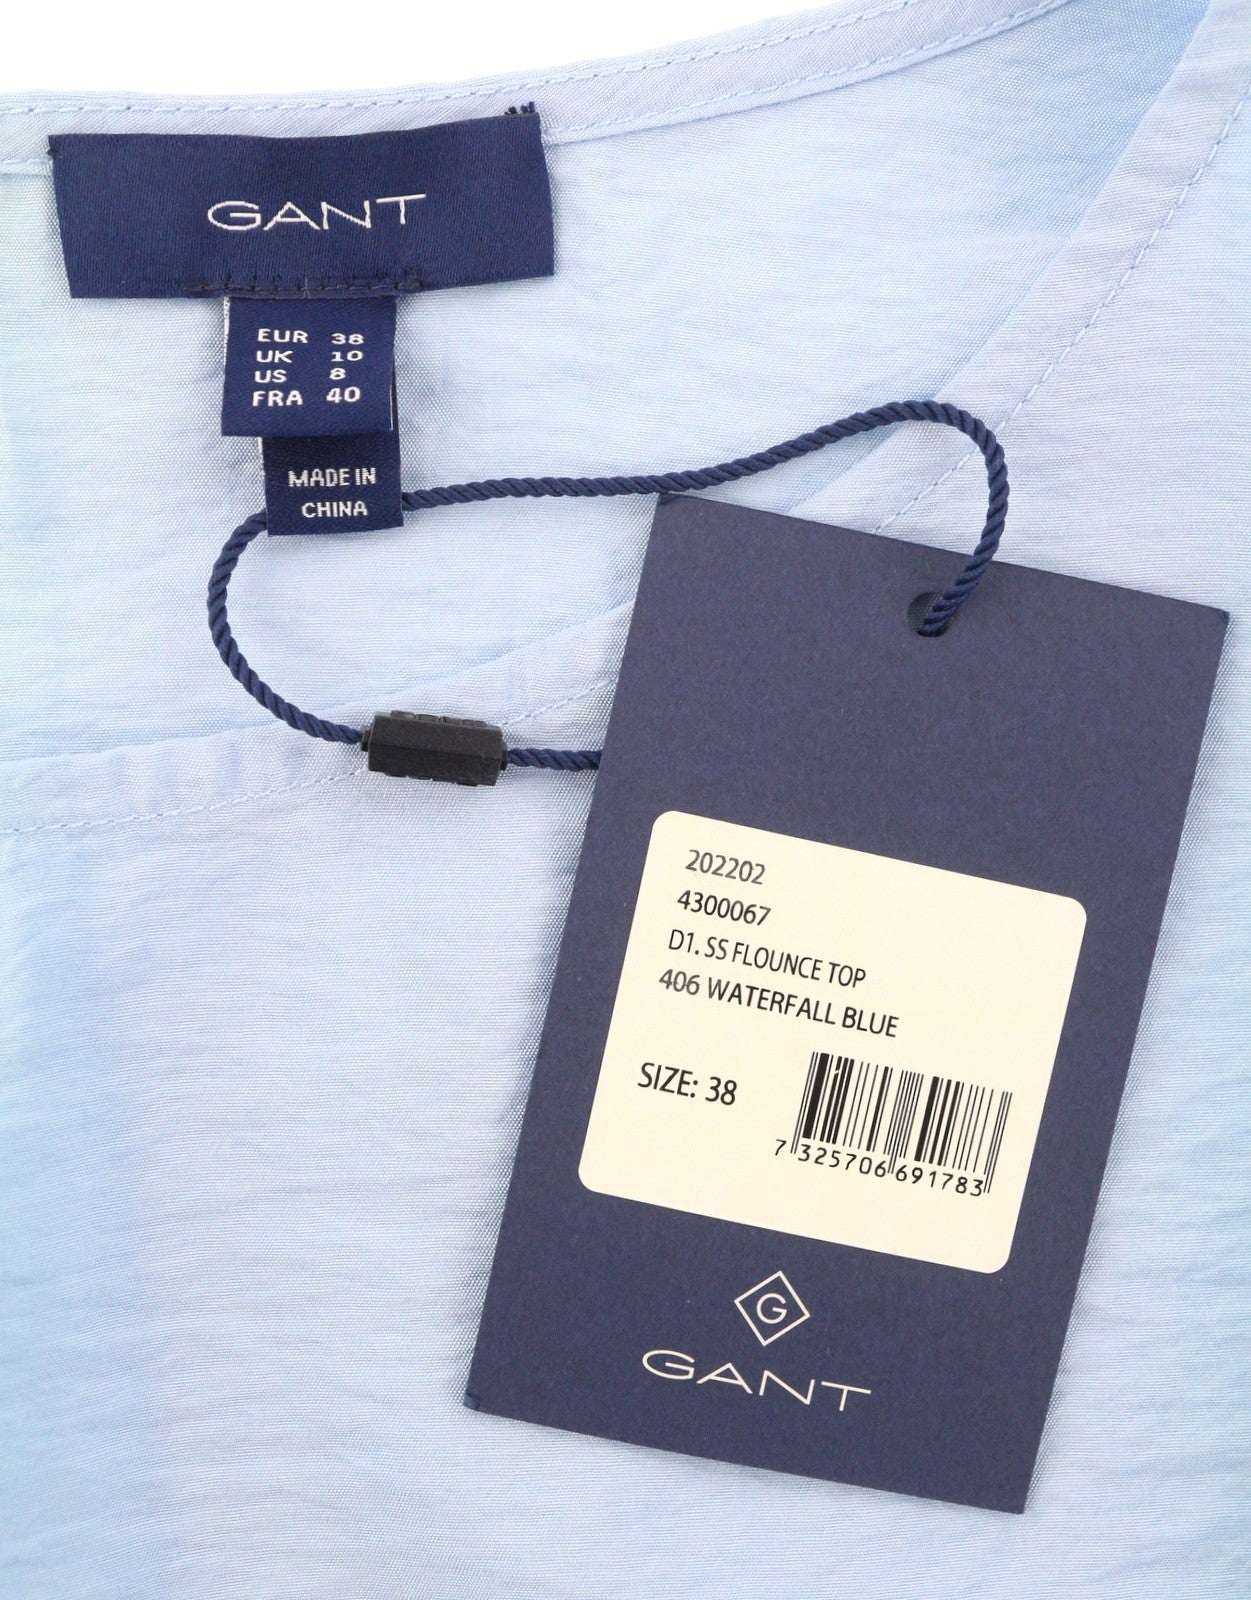 GANT
EUR 38
UK 10
US 8
FRA 40
MADE IN
CHINA
202202
4300067
D1. SS FLOUNCE TOP
406 WATERFALL BLUE
SIZE: 38
7 325706 691783
G
GANT